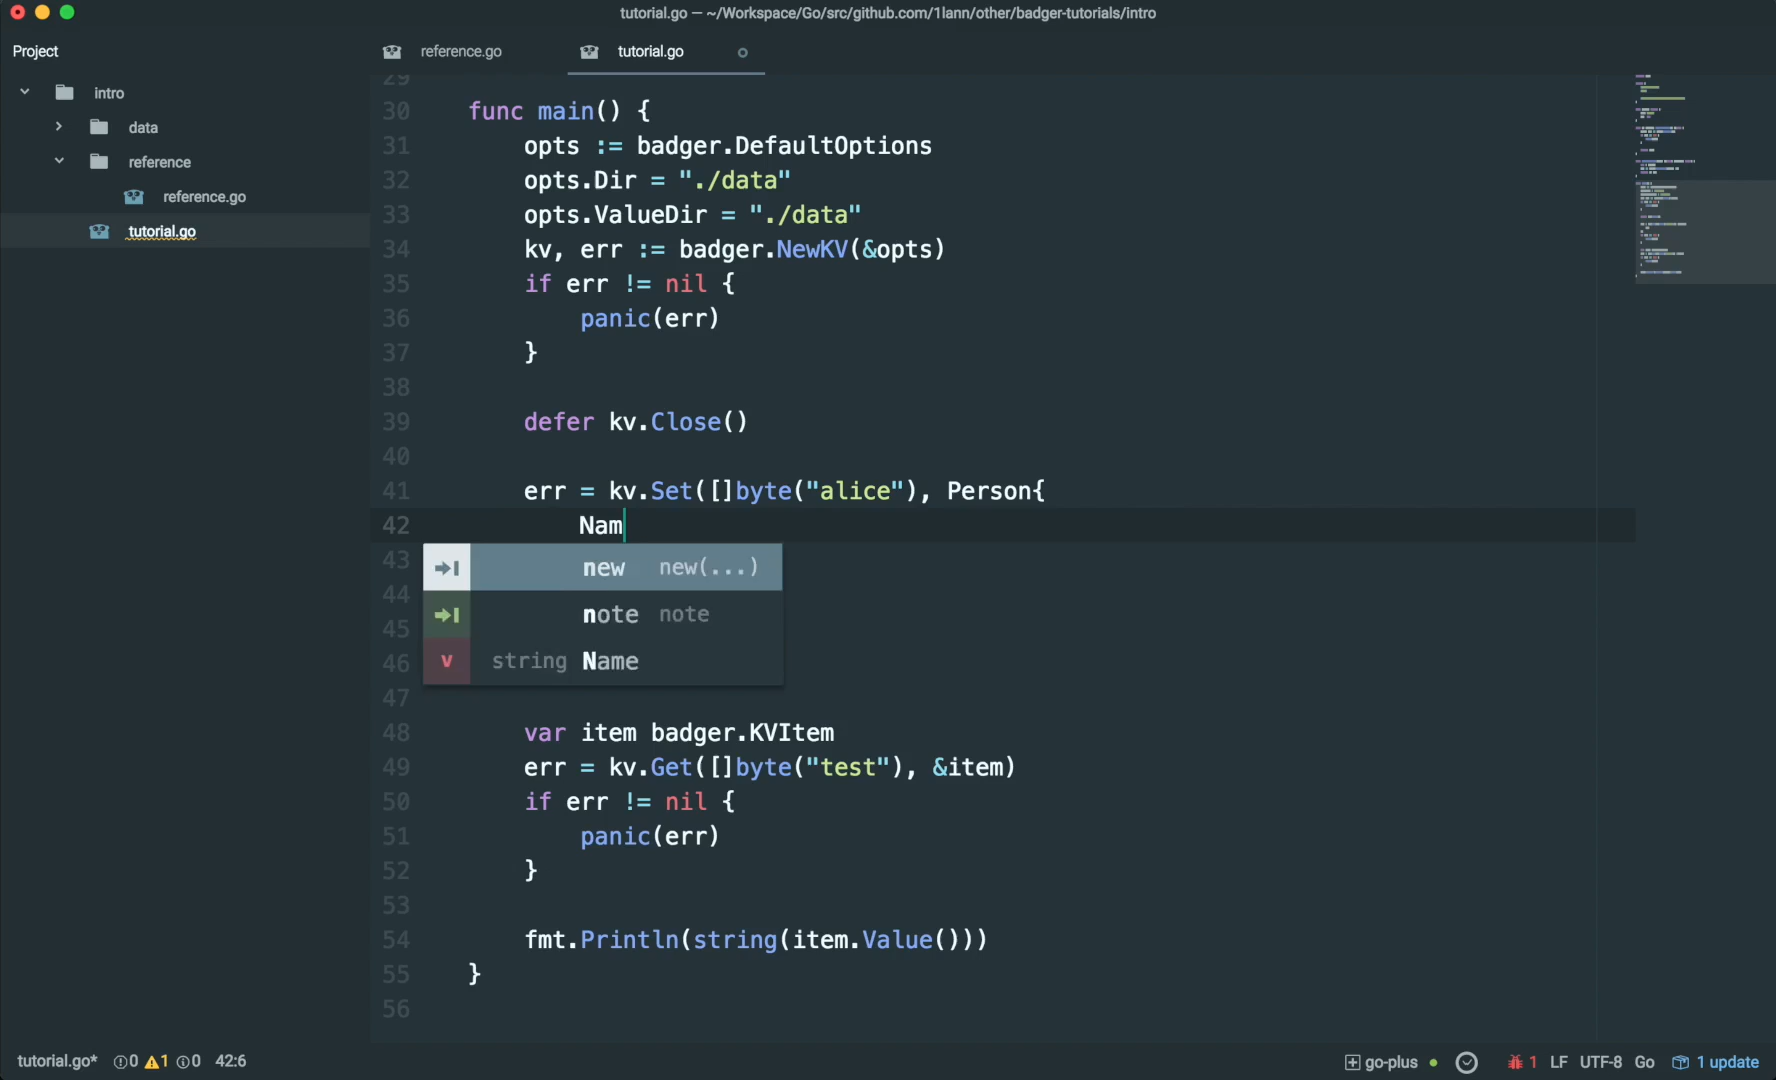 tutorial.go — ~/Workspace/Go/src/github.com/1lann/other/badger-tutorials/intro
Project
reference.go
tutorial.go
intro
data
reference
reference.go
tutorial.go
29
30 func main() {
31 opts := badger.DefaultOptions
32 opts.Dir = "./data"
33 opts.ValueDir = "./data"
34 kv, err := badger.NewKV(&opts)
35 if err != nil {
36 panic(err)
37 }
38
39 defer kv.Close()
40
41 err = kv.Set([]byte("alice"), Person{
42 Nam
43 new new(...)
44
45 note note
46 v string Name
47
48 var item badger.KVItem
49 err = kv.Get([]byte("test"), &item)
50 if err != nil {
51 panic(err)
52 }
53
54 fmt.Println(string(item.Value()))
55 }
56
tutorial.go* 0 1 0 42:6
go-plus 1 LF UTF-8 Go 1 update